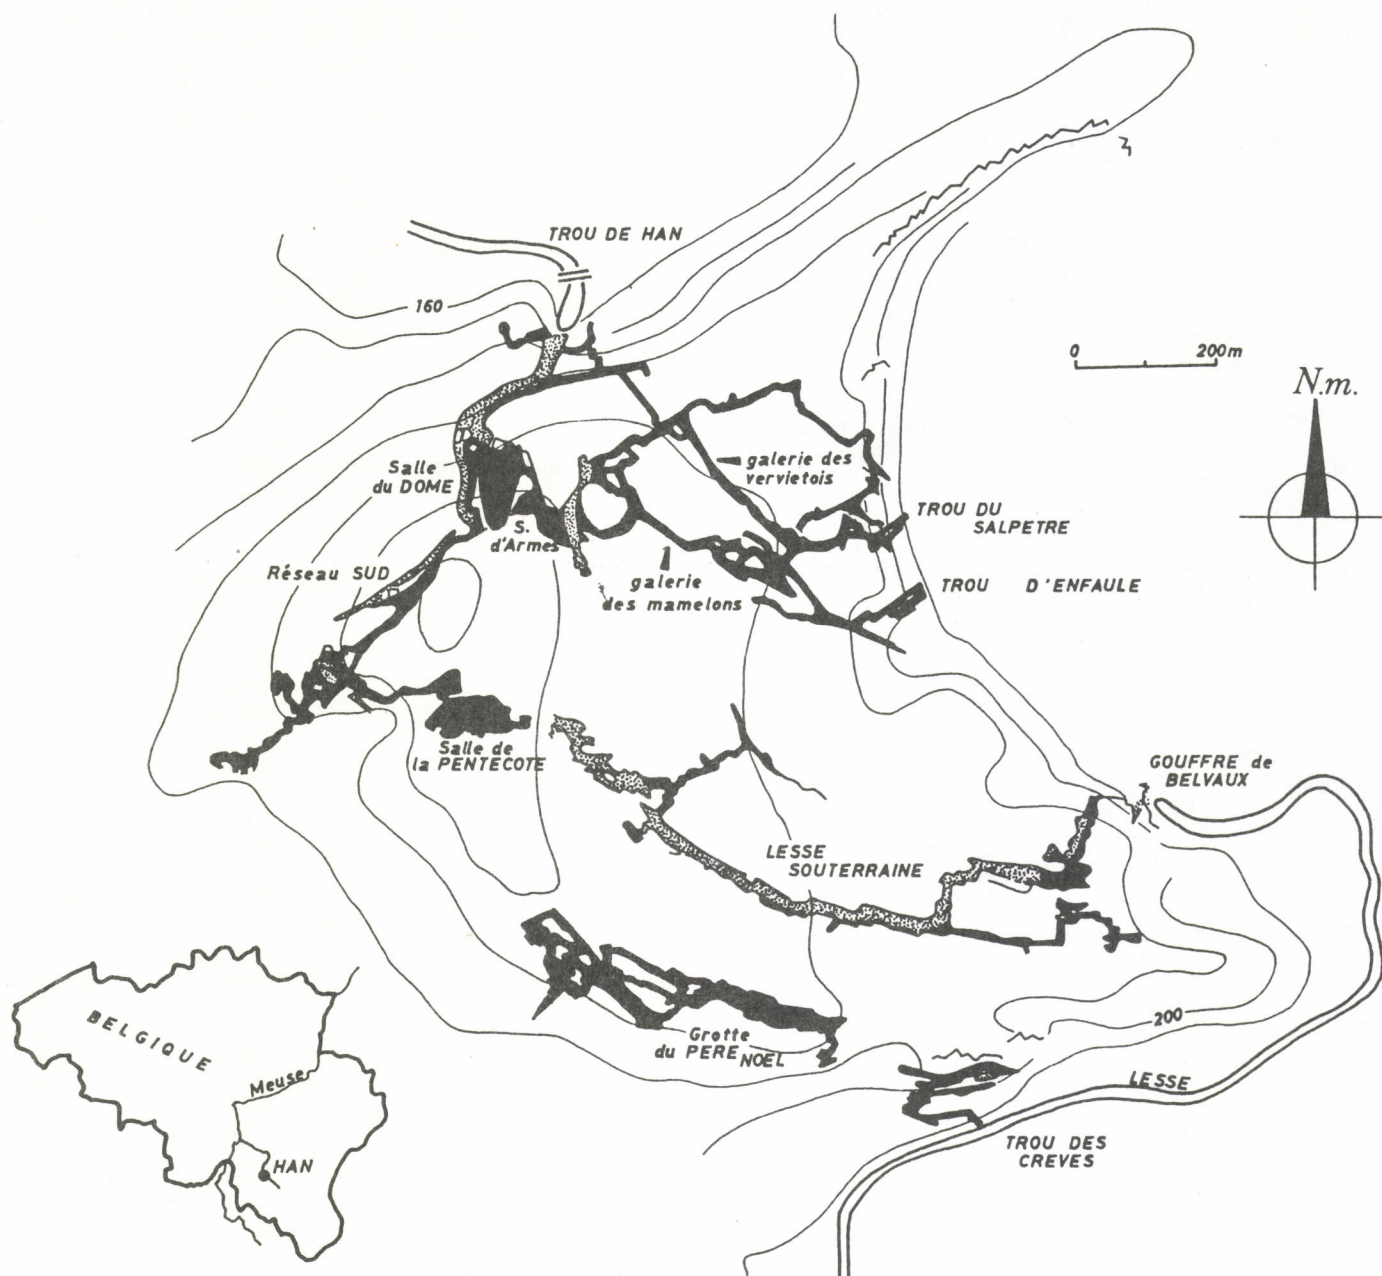 TROU DE HAN
160
0 200m
N.m.
Salle
du DOME
galerie des
vervietois
S.
d'Armes
TROU DU
SALPETRE
Réseau SUD
galerie
des mamelons
TROU D'ENFAULE
Salle de
la PENTECOTE
GOUFFRE de
BELVAUX
LESSE
SOUTERRAINE
Grotte
du PERE NOEL
200
LESSE
TROU DES
CREVES
BELGIQUE
Meuse
HAN